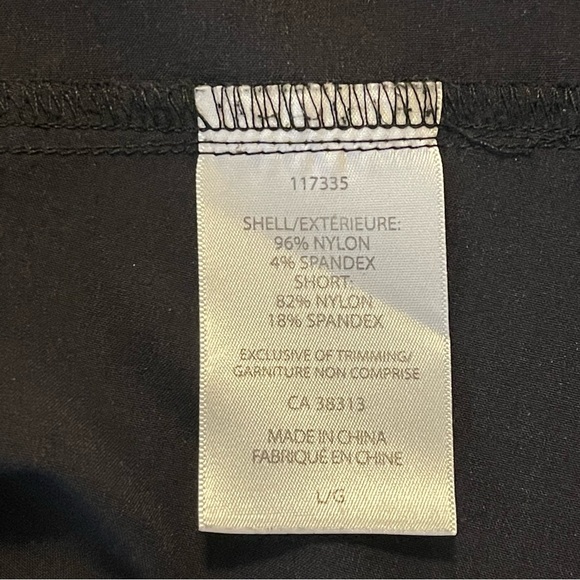 117335
SHELL/EXTÉRIEURE:
96% NYLON
4% SPANDEX
SHORT:
82% NYLON
18% SPANDEX
EXCLUSIVE OF TRIMMING/
GARNITURE NON COMPRISE
CA 38313
MADE IN CHINA
FABRIQUÉ EN CHINE
L/G